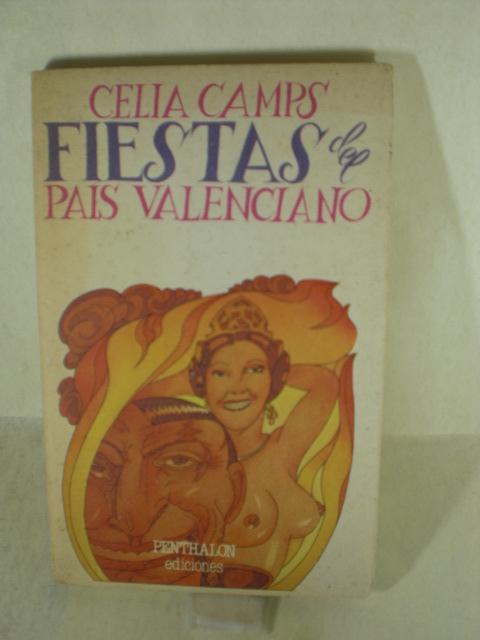 CELIA CAMPS
FIESTAS del
PAIS VALENCIANO
PENTHALON
ediciones